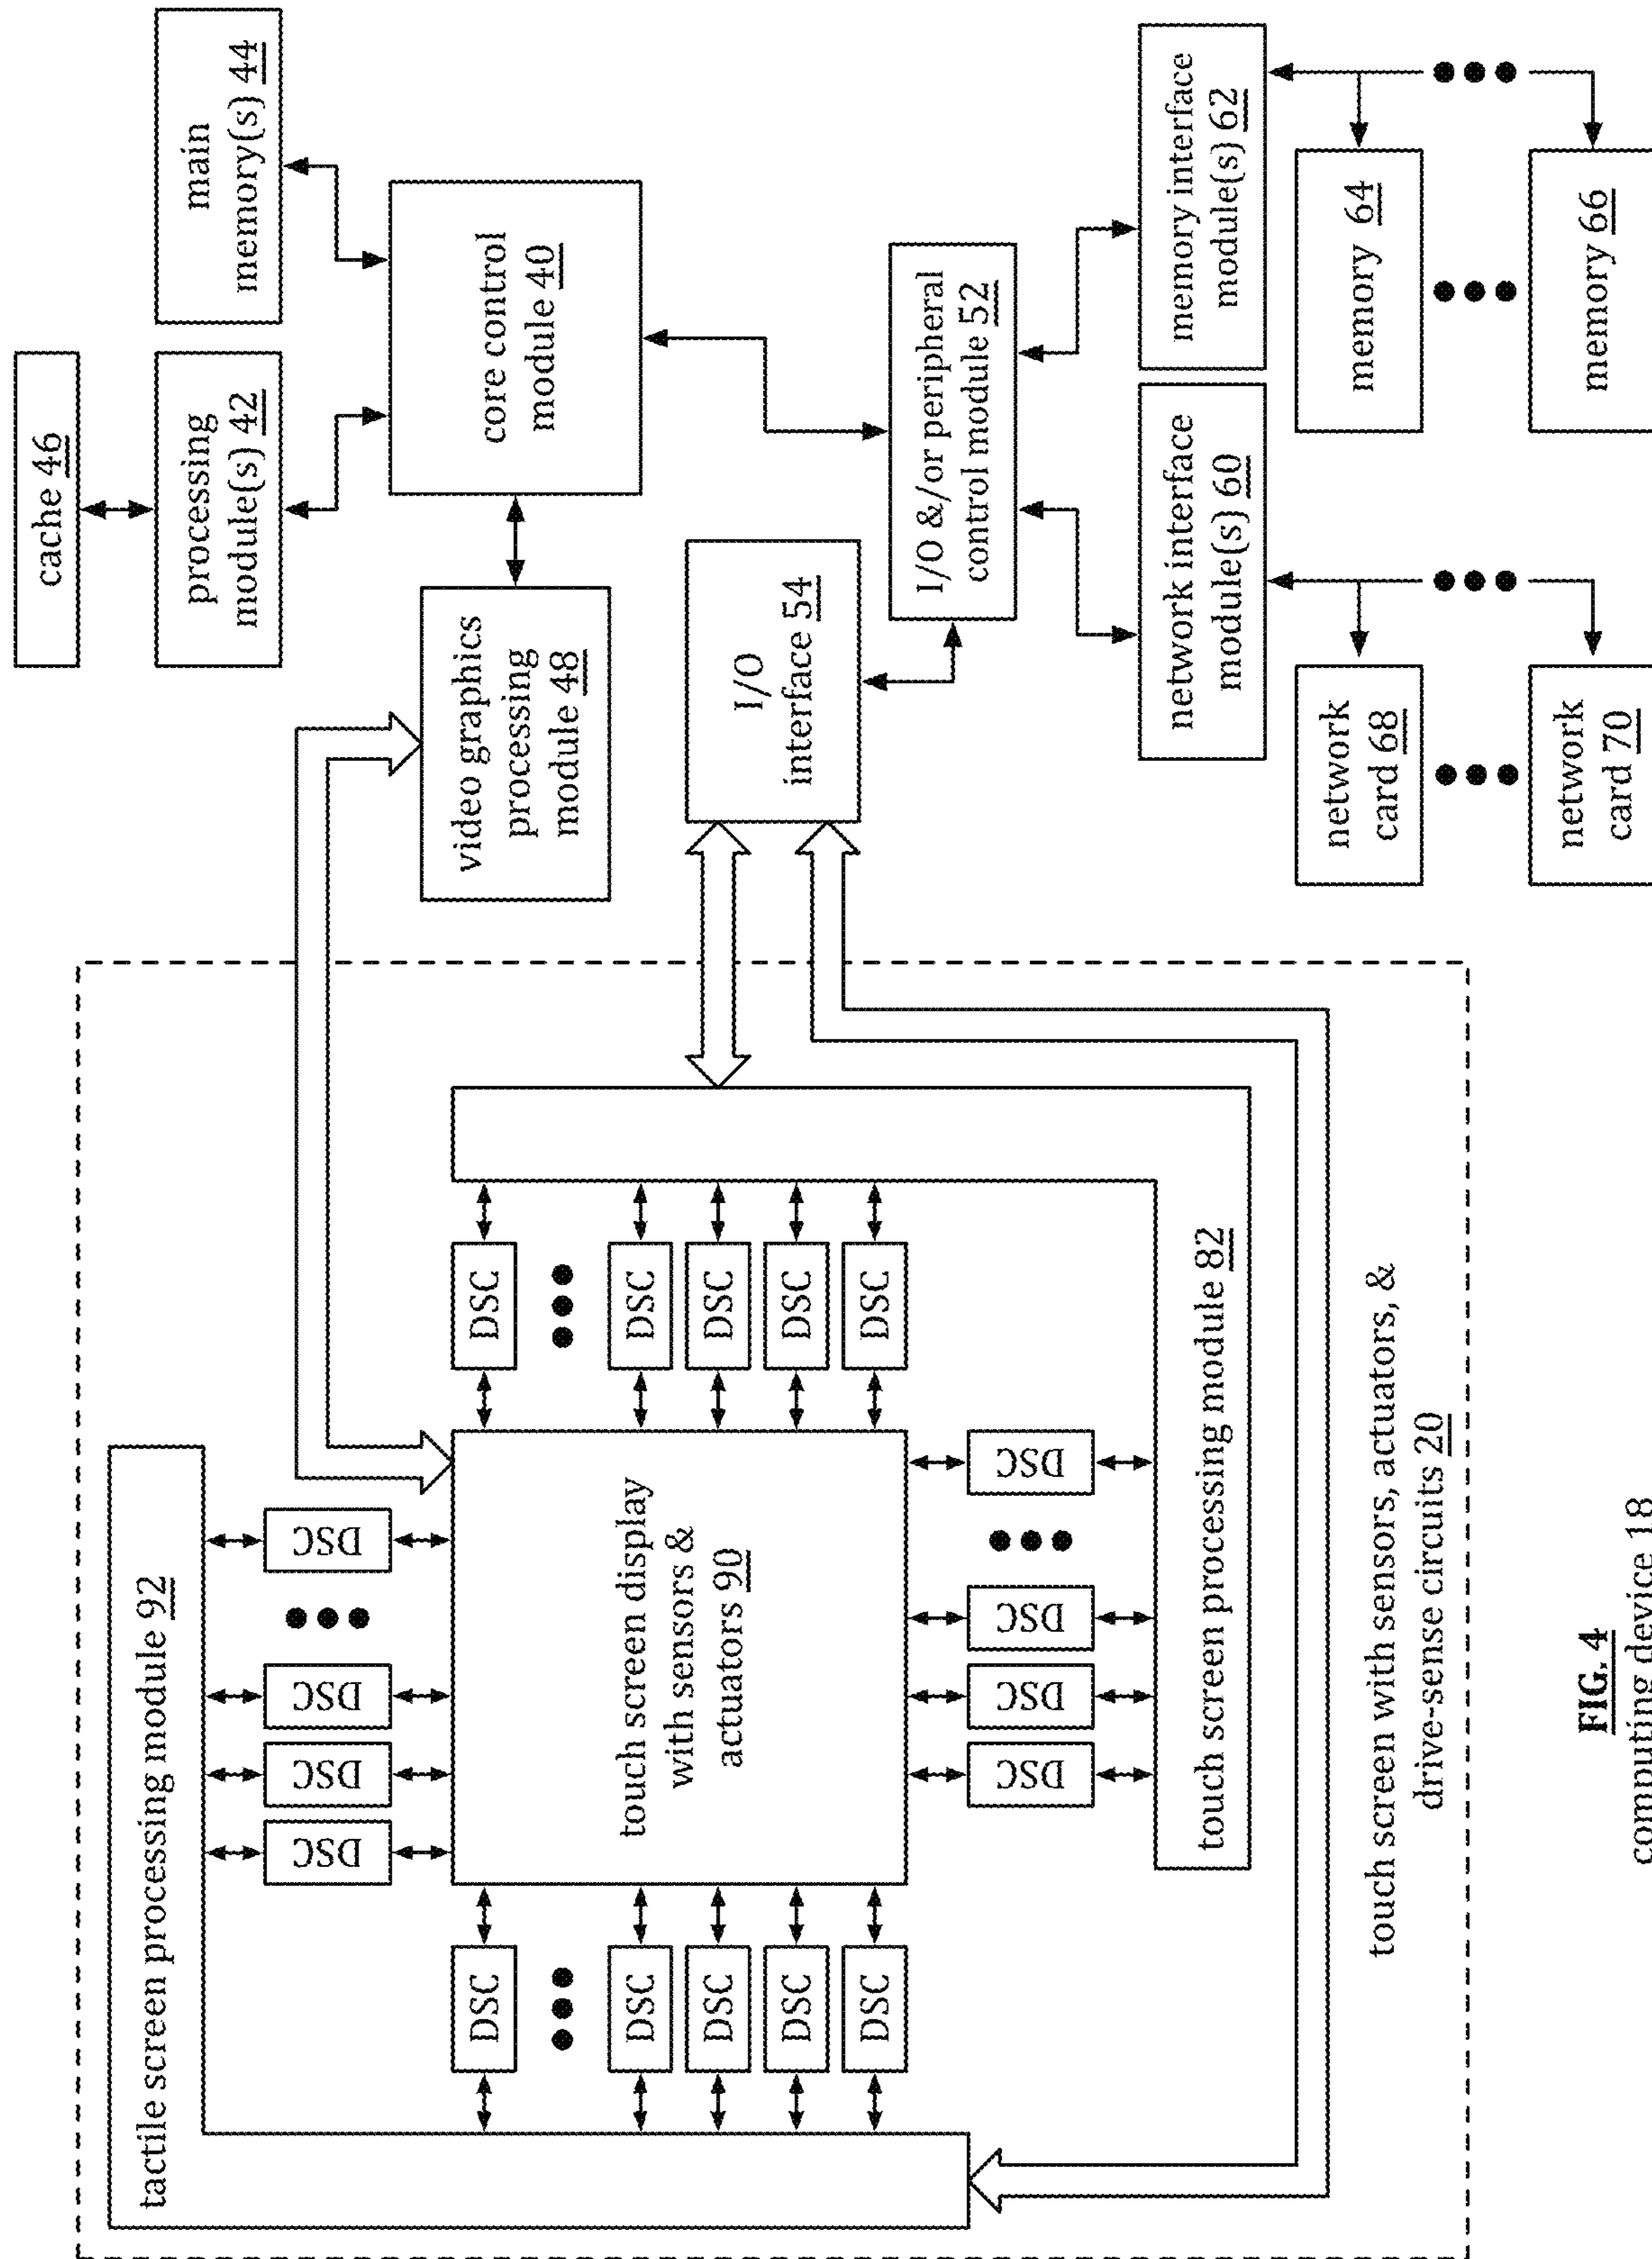 cache 46
main
memory(s) 44
processing
module(s) 42
core control
module 40
video graphics
processing
module 48
I/O
interface 54
I/O &/or peripheral
control module 52
network interface
module(s) 60
memory interface
module(s) 62
network
card 68
memory 64
network
card 70
memory 66
tactile screen processing module 92
DSC
DSC
DSC
DSC
DSC
DSC
DSC
DSC
DSC
touch screen display
with sensors &
actuators 90
DSC
DSC
DSC
DSC
DSC
DSC
DSC
DSC
DSC
touch screen processing module 82
touch screen with sensors, actuators, &
drive-sense circuits 20
FIG. 4
computing device 18